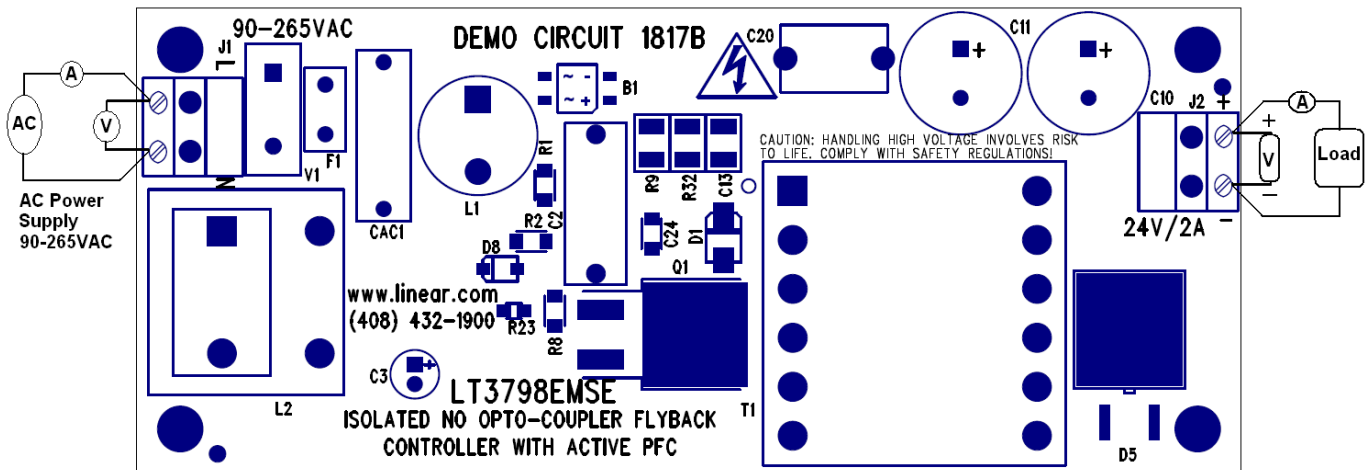 90-265VAC
J1
L
N
A
AC
V
AC Power
Supply
90-265VAC
V1
F1
CAC1
DEMO CIRCUIT 1817B
L1
~ -
~ +
B1
C20
+
C11
+
C10
J2
+
A
+
V
-
-
Load
24V/2A
CAUTION: HANDLING HIGH VOLTAGE INVOLVES RISK
TO LIFE. COMPLY WITH SAFETY REGULATIONS!
R1
R9
R32
C13
R2
C2
C24
D1
D8
Q1
www.linear.com
(408) 432-1900
R23
R8
R7
C3
+
L2
LT3798EMSE
ISOLATED NO OPTO-COUPLER FLYBACK
CONTROLLER WITH ACTIVE PFC
T1
D5